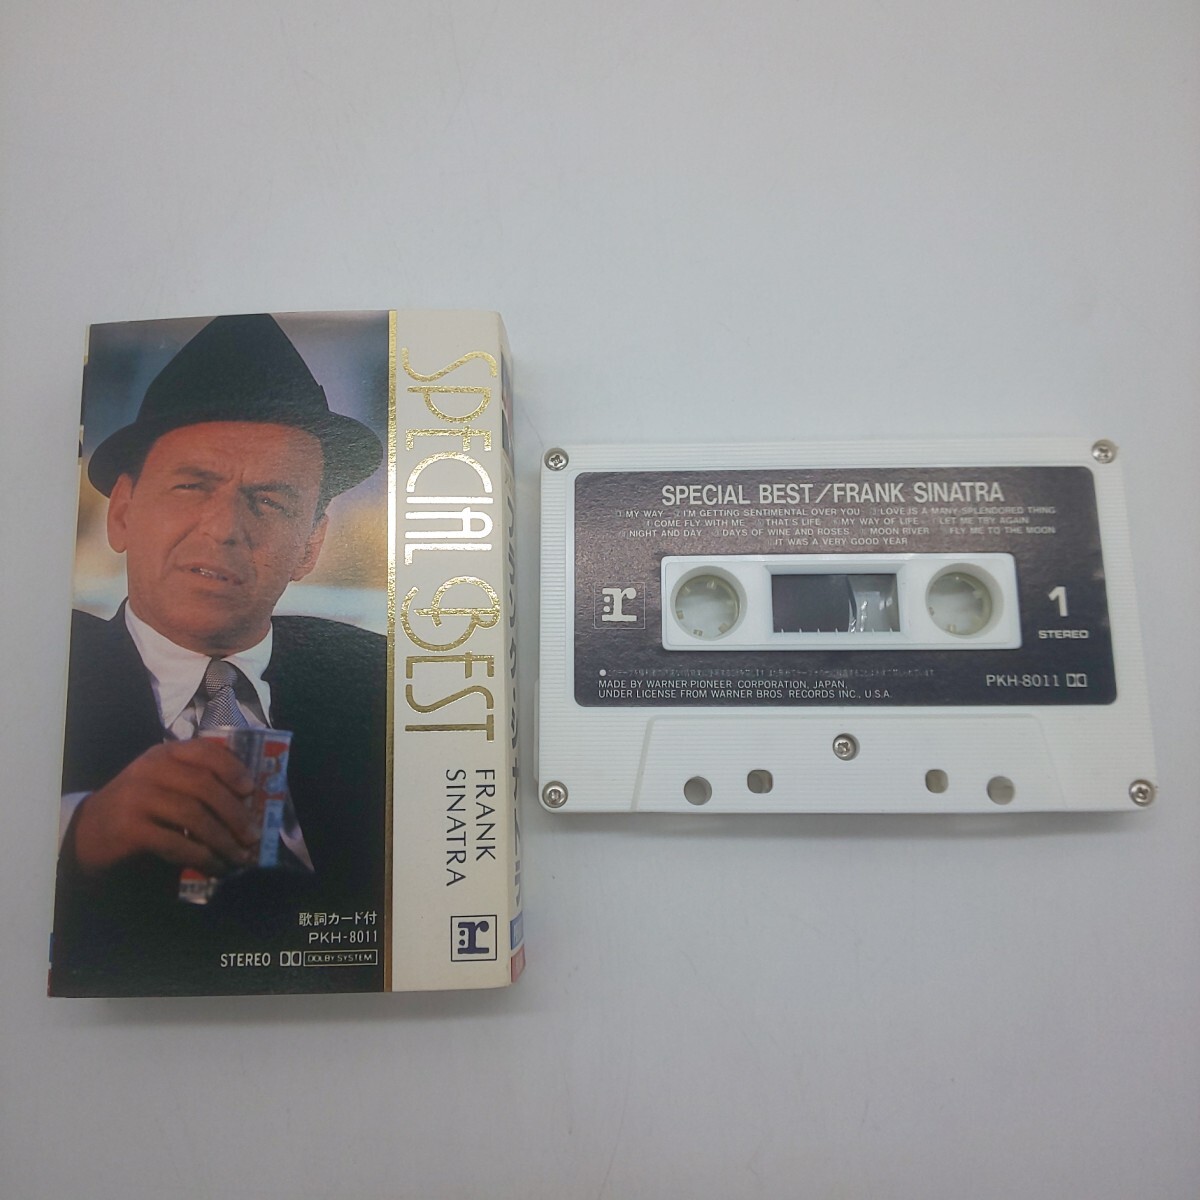 SPECIAL BEST
FRANK
SINATRA
歌詞カード付
PKH-8011
STEREO DOLBY SYSTEM
SPECIAL BEST/FRANK SINATRA
MY WAY I'M GETTING SENTIMENTAL OVER YOU LOVE IS A MANY-SPLENDORED THING
COME FLY WITH ME THAT'S LIFE MY WAY OF LIFE LET ME TRY AGAIN
NIGHT AND DAY DAYS OF WINE AND ROSES MOON RIVER FLY ME TO THE MOON
IT WAS A VERY GOOD YEAR
r
1
STEREO
MADE BY WARNER-PIONEER CORPORATION, JAPAN
UNDER LICENSE FROM WARNER BROS. RECORDS INC., U.S.A.
PKH-8011